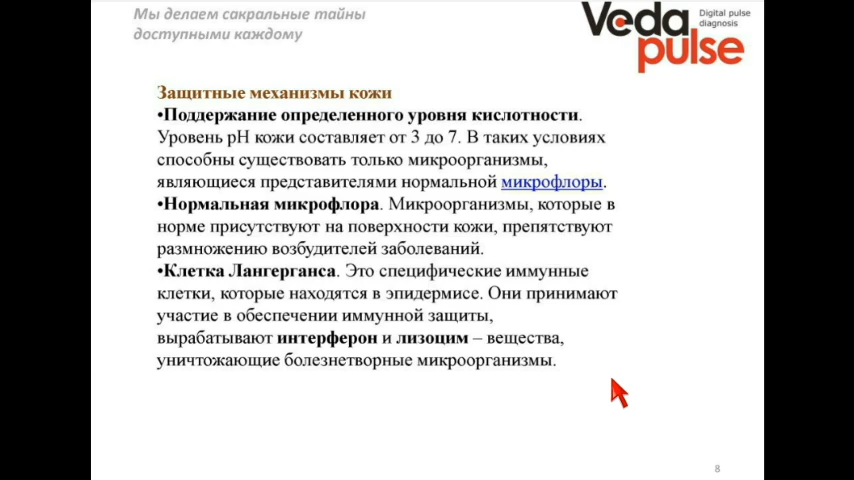 Мы делаем сакральные тайны
доступными каждому
Veda
pulse
Digital pulse
diagnosis
Защитные механизмы кожи
•Поддержание определенного уровня кислотности.
Уровень pH кожи составляет от 3 до 7. В таких условиях
способны существовать только микроорганизмы,
являющиеся представителями нормальной микрофлоры.
•Нормальная микрофлора. Микроорганизмы, которые в
норме присутствуют на поверхности кожи, препятствуют
размножению возбудителей заболеваний.
•Клетка Лангерганса. Это специфические иммунные
клетки, которые находятся в эпидермисе. Они принимают
участие в обеспечении иммунной защиты,
вырабатывают интерферон и лизоцим – вещества,
уничтожающие болезнетворные микроорганизмы.
8